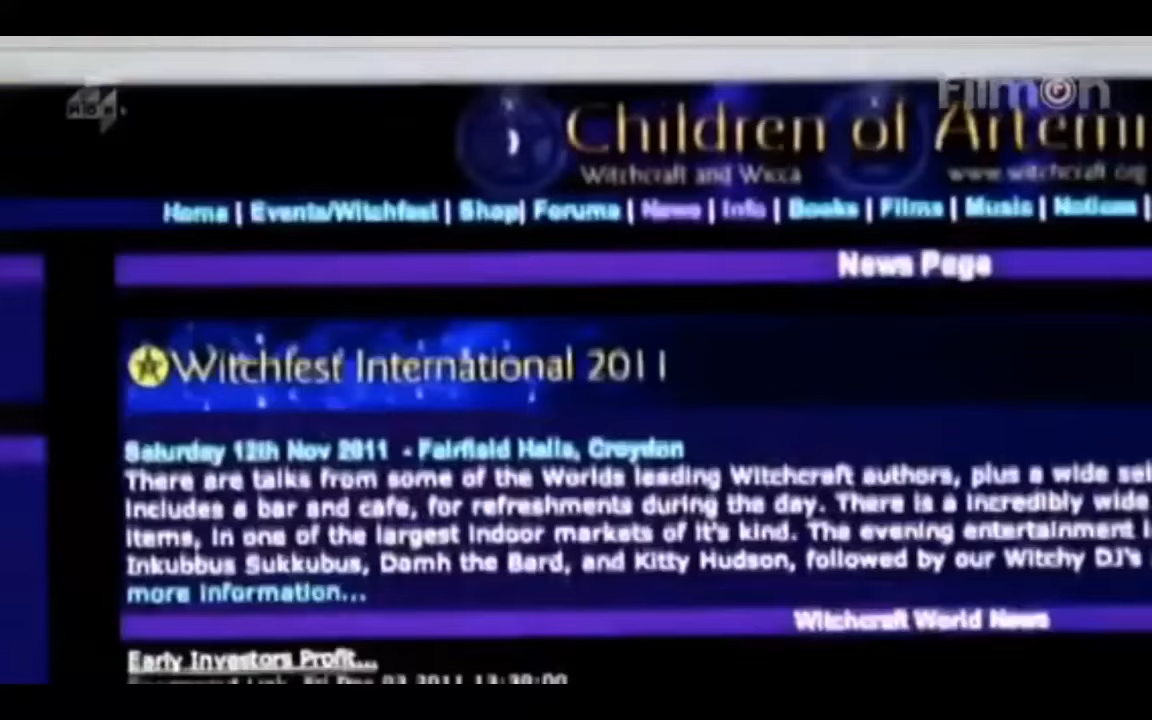 FilmOn
Children of Artemi
Witchcraft and Wicca
www.witchcraft.org
Home | Events/Witchfest | Shop| Forums | News | Info | Books | Films | Music | Notices |
News Page
Witchfest International 2011
Saturday 12th Nov 2011 - Fairfield Halls, Croydon
There are talks from some of the Worlds leading Witchcraft authors, plus a wide sel
includes a bar and cafe, for refreshments during the day. There is a incredibly wide
items, in one of the largest indoor markets of it's kind. The evening entertainment i
Inkubbus Sukkubus, Damh the Bard, and Kitty Hudson, followed by our Witchy DJ's
more information...
Witchcraft World News
Early Investors Profit...